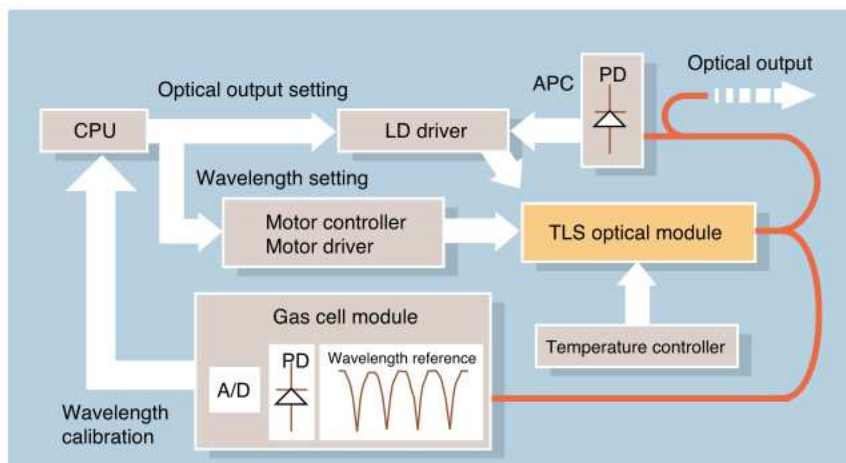 Optical output
PD
APC
Optical output setting
CPU
LD driver
Wavelength setting
Motor controller
Motor driver
TLS optical module
Gas cell module
Temperature controller
PD
Wavelength reference
A/D
Wavelength
calibration